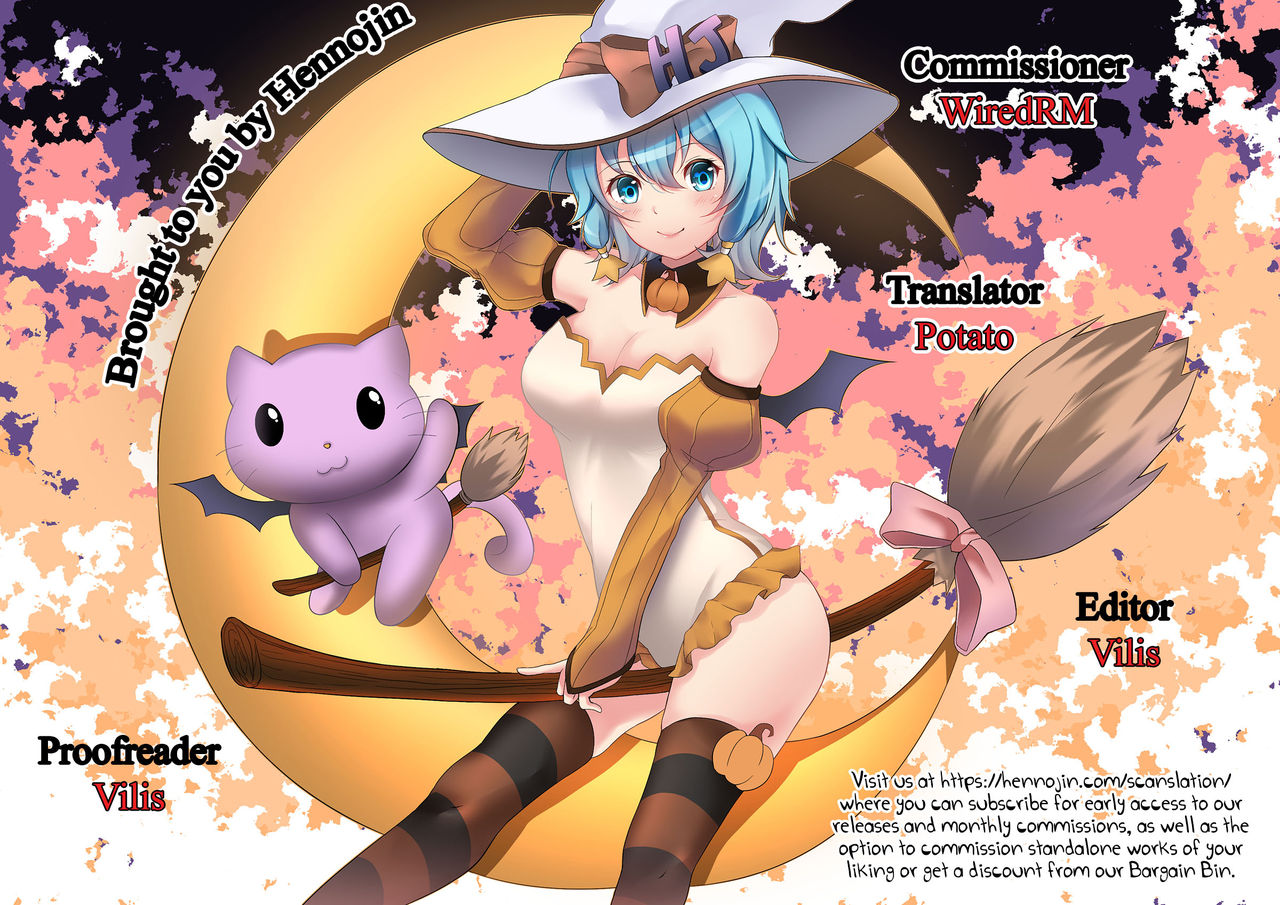 Brought to you by Hennojin
HJ
Commissioner
WiredRM
Translator
Potato
Editor
Vilis
Proofreader
Vilis
Visit us at https://hennojin.com/scanslation/
where you can subscribe for early access to our
releases and monthly commissions, as well as the
option to commission standalone works of your
liking or get a discount from our Bargain Bin.